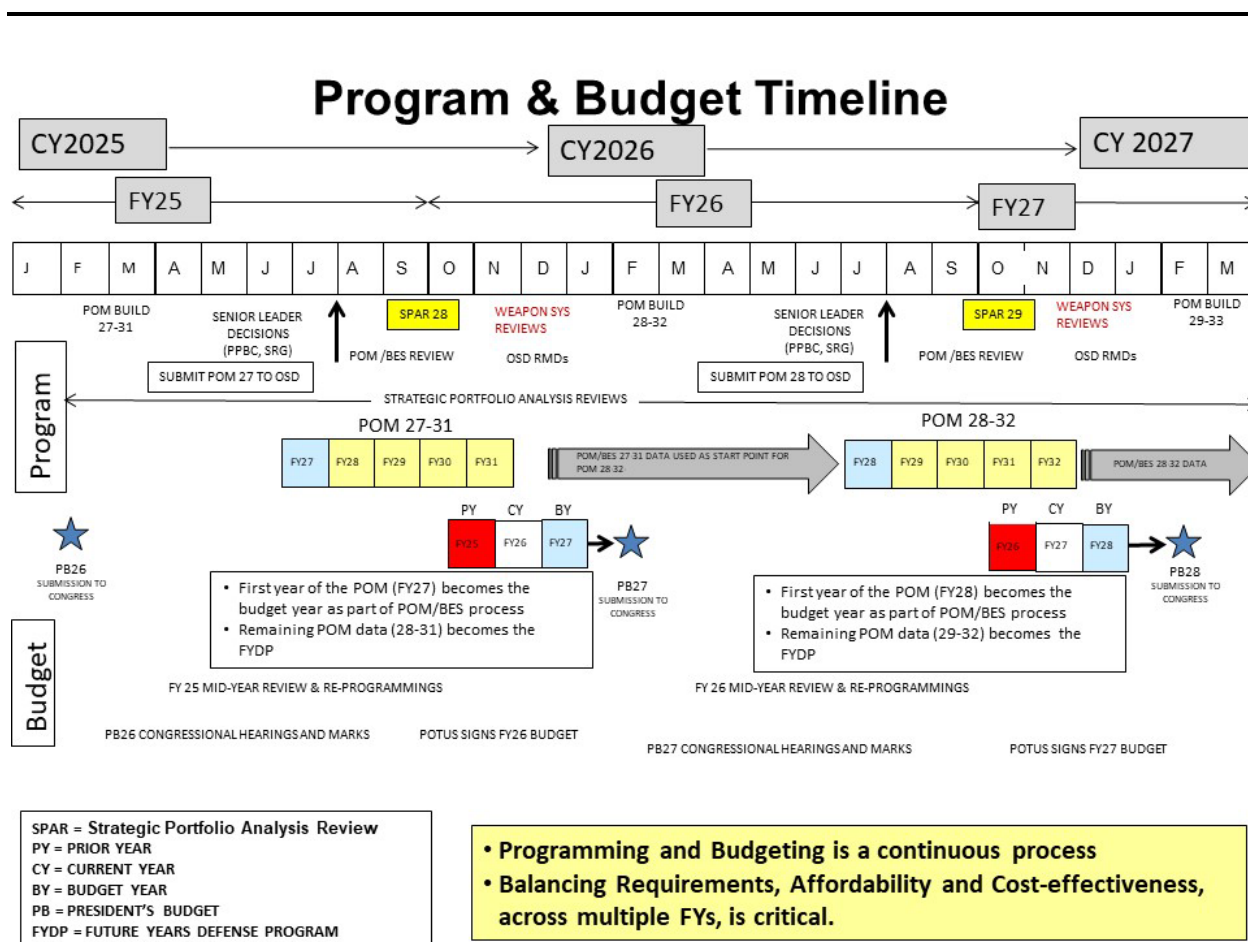 Program & Budget Timeline
CY2025
CY2026
CY 2027
FY25
FY26
FY27
J F M A M J J A S O N D J F M A M J J A S O N D J F M
POM BUILD
27-31
SENIOR LEADER
DECISIONS
(PPBC, SRG)
SPAR 28
WEAPON SYS
REVIEWS
POM BUILD
28-32
SENIOR LEADER
DECISIONS
(PPBC, SRG)
SPAR 29
WEAPON SYS
REVIEWS
POM BUILD
29-33
POM /BES REVIEW
OSD RMDs
POM /BES REVIEW
OSD RMDs
SUBMIT POM 27 TO OSD
SUBMIT POM 28 TO OSD
Program
STRATEGIC PORTFOLIO ANALYSIS REVIEWS
POM 27-31
POM 28-32
FY27 FY28 FY29 FY30 FY31
POM/BES 27 31 DATA USED AS START POINT FOR
POM 28 32
FY28 FY29 FY30 FY31 FY32
POM/BES 28 32 DATA
PY CY BY
FY25 FY26 FY27
PY CY BY
FY26 FY27 FY28
PB26
SUBMISSION TO
CONGRESS
PB27
SUBMISSION TO
CONGRESS
PB28
SUBMISSION TO
CONGRESS
• First year of the POM (FY27) becomes the
budget year as part of POM/BES process
• Remaining POM data (28-31) becomes the
FYDP
• First year of the POM (FY28) becomes the
budget year as part of POM/BES process
• Remaining POM data (29-32) becomes the
FYDP
Budget
FY 25 MID-YEAR REVIEW & RE-PROGRAMMINGS
FY 26 MID-YEAR REVIEW & RE-PROGRAMMINGS
PB26 CONGRESSIONAL HEARINGS AND MARKS
POTUS SIGNS FY26 BUDGET
PB27 CONGRESSIONAL HEARINGS AND MARKS
POTUS SIGNS FY27 BUDGET
SPAR = Strategic Portfolio Analysis Review
PY = PRIOR YEAR
CY = CURRENT YEAR
BY = BUDGET YEAR
PB = PRESIDENT'S BUDGET
FYDP = FUTURE YEARS DEFENSE PROGRAM
• Programming and Budgeting is a continuous process
• Balancing Requirements, Affordability and Cost-effectiveness,
across multiple FYs, is critical.